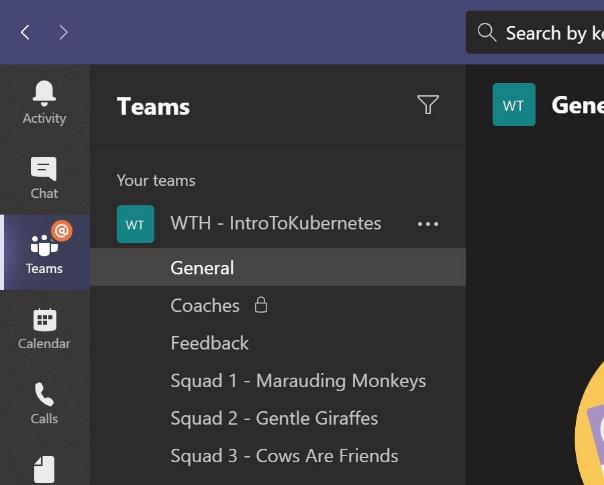 Search by ke
Activity
Teams
WT
Gene
Chat
Your teams
WT
WTH - IntroToKubernetes
@
Teams
General
Coaches
Calendar
Feedback
Squad 1 - Marauding Monkeys
Calls
Squad 2 - Gentle Giraffes
Squad 3 - Cows Are Friends